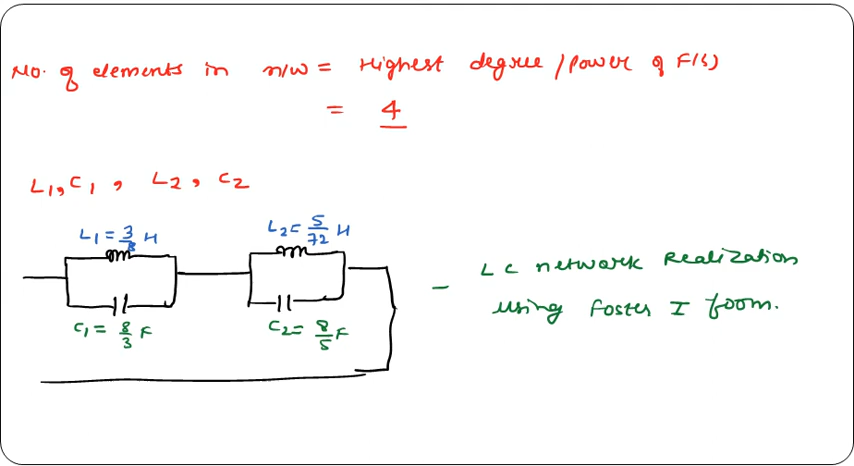 No. of elements in n/w = Highest degree/power of F(s)
= 4
L1, C1, L2, C2
L1 = 3/8 H
L2 = 5/72 H
C1 = 8/3 F
C2 = 8/5 F
- LC network Realization
using foster I foom.